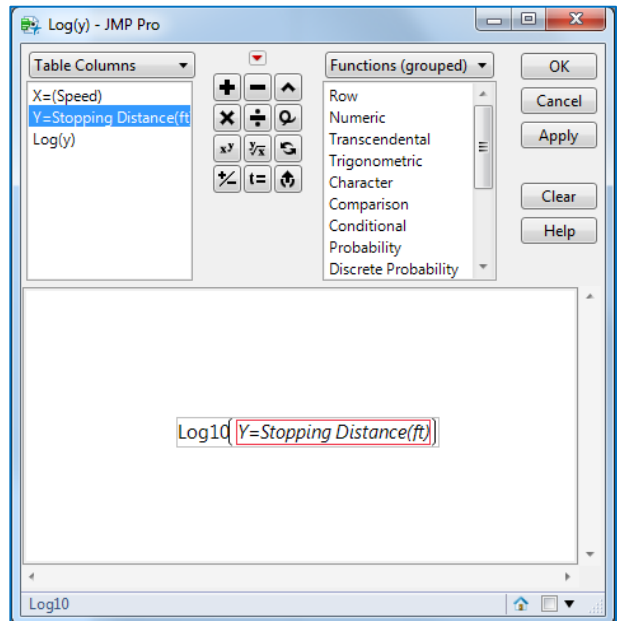 Log(y) - JMP Pro
Table Columns
X=(Speed)
Y=Stopping Distance(ft
Log(y)
xʸ
ʸ√x
t=
Functions (grouped)
Row
Numeric
Transcendental
Trigonometric
Character
Comparison
Conditional
Probability
Discrete Probability
OK
Cancel
Apply
Clear
Help
Log10( Y=Stopping Distance(ft))
Log10